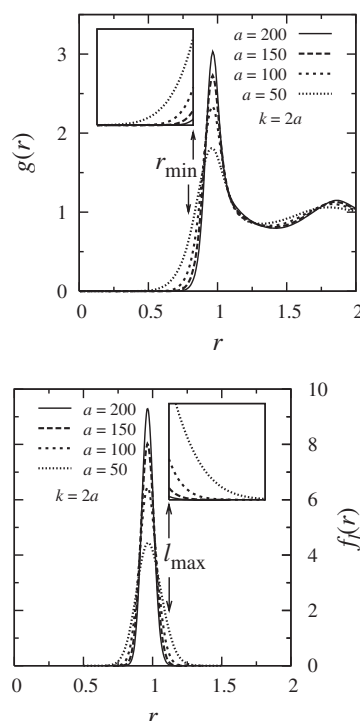 g(r)
3
2
1
0
a = 200
a = 150
a = 100
a = 50
k = 2a
r_min
0
0.5
1
1.5
2
r
a = 200
a = 150
a = 100
a = 50
k = 2a
l_max
10
8
6
4
2
0
f_l(r)
0
0.5
1
1.5
2
r